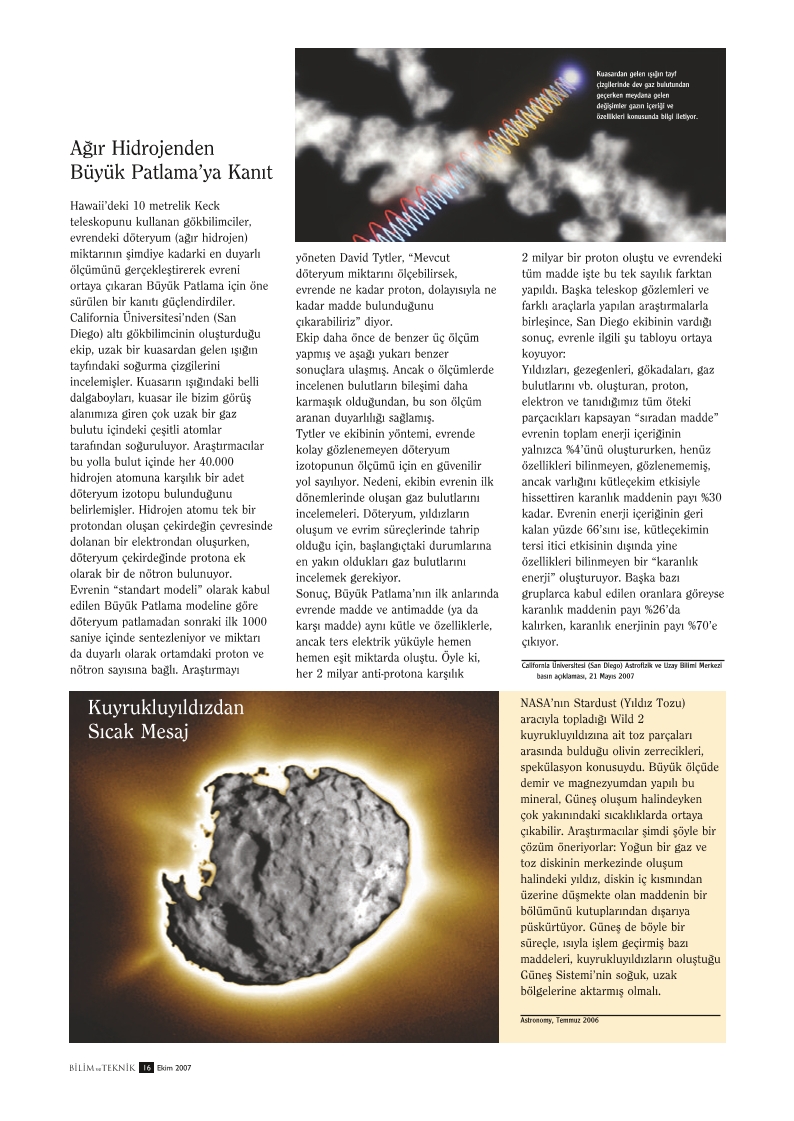 Kuasardan gelen ışığın tayf
çizgilerinde dev gaz bulutundan
geçerken meydana gelen
değişimler gazın içeriği ve
özellikleri konusunda bilgi iletiyor.
Ağır Hidrojenden
Büyük Patlama’ya Kanıt
Hawaii’deki 10 metrelik Keck
teleskopunu kullanan gökbilimciler,
evrendeki döteryum (ağır hidrojen)
miktarının şimdiye kadarki en duyarlı
ölçümünü gerçekleştirerek evreni
ortaya çıkaran Büyük Patlama için öne
sürülen bir kanıtı güçlendirdiler.
California Üniversitesi’nden (San
Diego) altı gökbilimcinin oluşturduğu
ekip, uzak bir kuasardan gelen ışığın
tayfındaki soğurma çizgilerini
incelemişler. Kuasarın ışığındaki belli
dalgaboyları, kuasar ile bizim görüş
alanımıza giren çok uzak bir gaz
bulutu içindeki çeşitli atomlar
tarafından soğuruluyor. Araştırmacılar
bu yolla bulut içinde her 40.000
hidrojen atomuna karşılık bir adet
döteryum izotopu bulunduğunu
belirlemişler. Hidrojen atomu tek bir
protondan oluşan çekirdeğin çevresinde
dolanan bir elektrondan oluşurken,
döteryum çekirdeğinde protona ek
olarak bir de nötron bulunuyor.
Evrenin “standart modeli” olarak kabul
edilen Büyük Patlama modeline göre
döteryum patlamadan sonraki ilk 1000
saniye içinde sentezleniyor ve miktarı
da duyarlı olarak ortamdaki proton ve
nötron sayısına bağlı. Araştırmayı
yöneten David Tytler, “Mevcut
döteryum miktarını ölçebilirsek,
evrende ne kadar proton, dolayısıyla ne
kadar madde bulunduğunu
çıkarabiliriz” diyor.
Ekip daha önce de benzer üç ölçüm
yapmış ve aşağı yukarı benzer
sonuçlara ulaşmış. Ancak o ölçümlerde
incelenen bulutların bileşimi daha
karmaşık olduğundan, bu son ölçüm
aranan duyarlılığı sağlamış.
Tytler ve ekibinin yöntemi, evrende
kolay gözlenemeyen döteryum
izotopunun ölçümü için en güvenilir
yol sayılıyor. Nedeni, ekibin evrenin ilk
dönemlerinde oluşan gaz bulutlarını
incelemeleri. Döteryum, yıldızların
oluşum ve evrim süreçlerinde tahrip
olduğu için, başlangıçtaki durumlarına
en yakın oldukları gaz bulutlarını
incelemek gerekiyor.
Sonuç, Büyük Patlama’nın ilk anlarında
evrende madde ve antimadde (ya da
karşı madde) aynı kütle ve özelliklerle,
ancak ters elektrik yüküyle hemen
hemen eşit miktarda oluştu. Öyle ki,
her 2 milyar anti-protona karşılık
2 milyar bir proton oluştu ve evrendeki
tüm madde işte bu tek sayılık farktan
yapıldı. Başka teleskop gözlemleri ve
farklı araçlarla yapılan araştırmalarla
birleşince, San Diego ekibinin vardığı
sonuç, evrenle ilgili şu tabloyu ortaya
koyuyor:
Yıldızları, gezegenleri, gökadaları, gaz
bulutlarını vb. oluşturan, proton,
elektron ve tanıdığımız tüm öteki
parçacıkları kapsayan “sıradan madde”
evrenin toplam enerji içeriğinin
yalnızca %4’ünü oluştururken, henüz
özellikleri bilinmeyen, gözlenememiş,
ancak varlığını kütleçekim etkisiyle
hissettiren karanlık maddenin payı %30
kadar. Evrenin enerji içeriğinin geri
kalan yüzde 66’sını ise, kütleçekimin
tersi itici etkisinin dışında yine
özellikleri bilinmeyen bir “karanlık
enerji” oluşturuyor. Başka bazı
gruplarca kabul edilen oranlara göreyse
karanlık maddenin payı %26’da
kalırken, karanlık enerjinin payı %70’e
çıkıyor.
California Üniversitesi (San Diego) Astrofizik ve Uzay Bilimi Merkezi
basın açıklaması, 21 Mayıs 2007
Kuyrukluyıldızdan
Sıcak Mesaj
NASA’nın Stardust (Yıldız Tozu)
aracıyla topladığı Wild 2
kuyrukluyıldızına ait toz parçaları
arasında bulduğu olivin zerrecikleri,
spekülasyon konusuydu. Büyük ölçüde
demir ve magnezyumdan yapılı bu
mineral, Güneş oluşum halindeyken
çok yakınındaki sıcaklıklarda ortaya
çıkabilir. Araştırmacılar şimdi şöyle bir
çözüm öneriyorlar: Yoğun bir gaz ve
toz diskinin merkezinde oluşum
halindeki yıldız, diskin iç kısmından
üzerine düşmekte olan maddenin bir
bölümünü kutuplarından dışarıya
püskürtüyor. Güneş de böyle bir
süreçle, ısıyla işlem geçirmiş bazı
maddeleri, kuyrukluyıldızların oluştuğu
Güneş Sistemi’nin soğuk, uzak
bölgelerine aktarmış olmalı.
Astronomy, Temmuz 2006
BİLİM ve TEKNİK 16 Ekim 2007